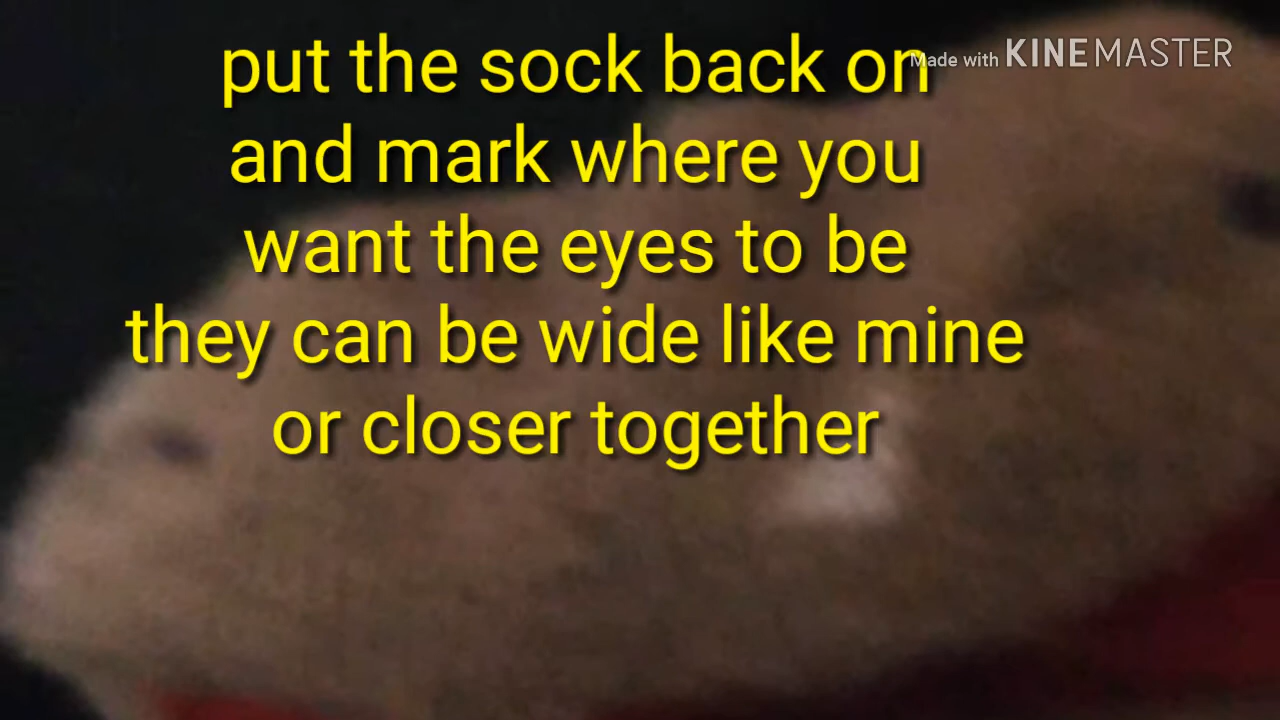 put the sock back on
Made with KINEMASTER
and mark where you
want the eyes to be
they can be wide like mine
or closer together